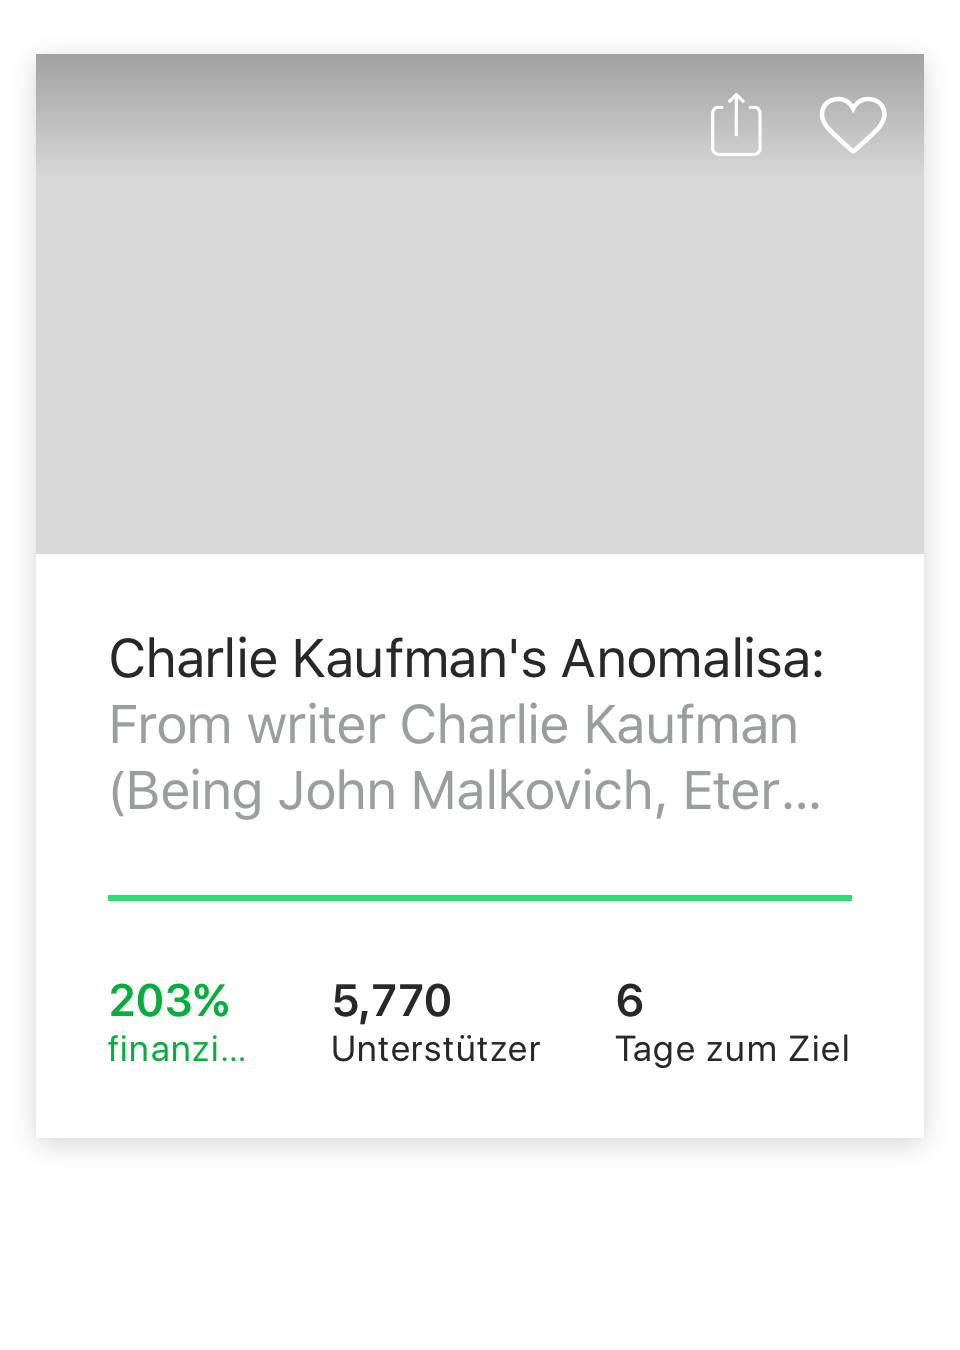 Charlie Kaufman's Anomalisa:
From writer Charlie Kaufman
(Being John Malkovich, Eter...
203% 5,770 6
finanzi... Unterstützer Tage zum Ziel